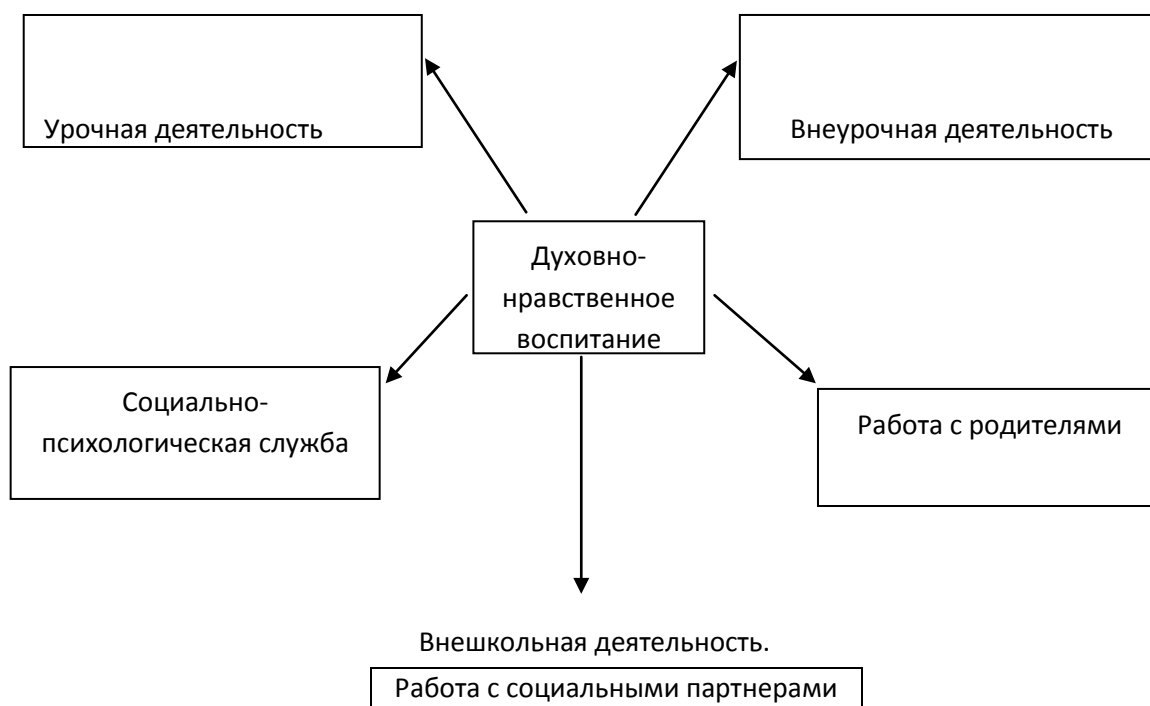 Урочная деятельность
Внеурочная деятельность
Духовно-
нравственное
воспитание
Социально-
психологическая служба
Работа с родителями
Внешкольная деятельность.
Работа с социальными партнерами